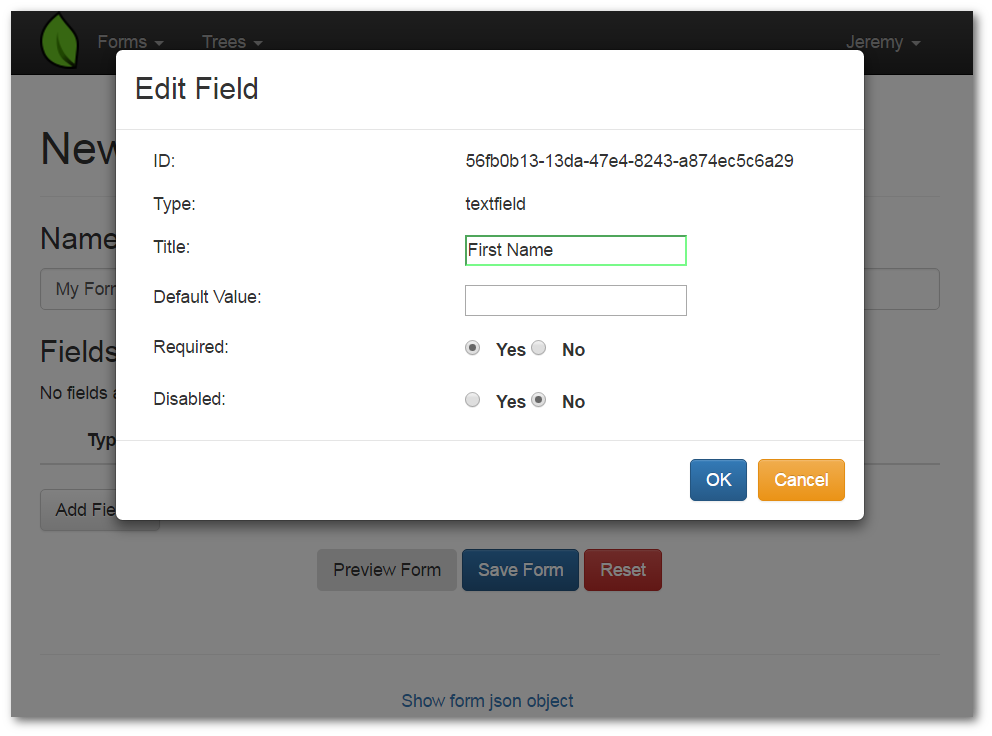 Forms Trees Jeremy
Edit Field
New
ID: 56fb0b13-13da-47e4-8243-a874ec5c6a29
Type: textfield
Name
Title: First Name
My Form
Default Value:
Required: Yes No
Fields
No fields a
Disabled: Yes No
Typ
OK Cancel
Add Fie
Preview Form Save Form Reset
Show form json object